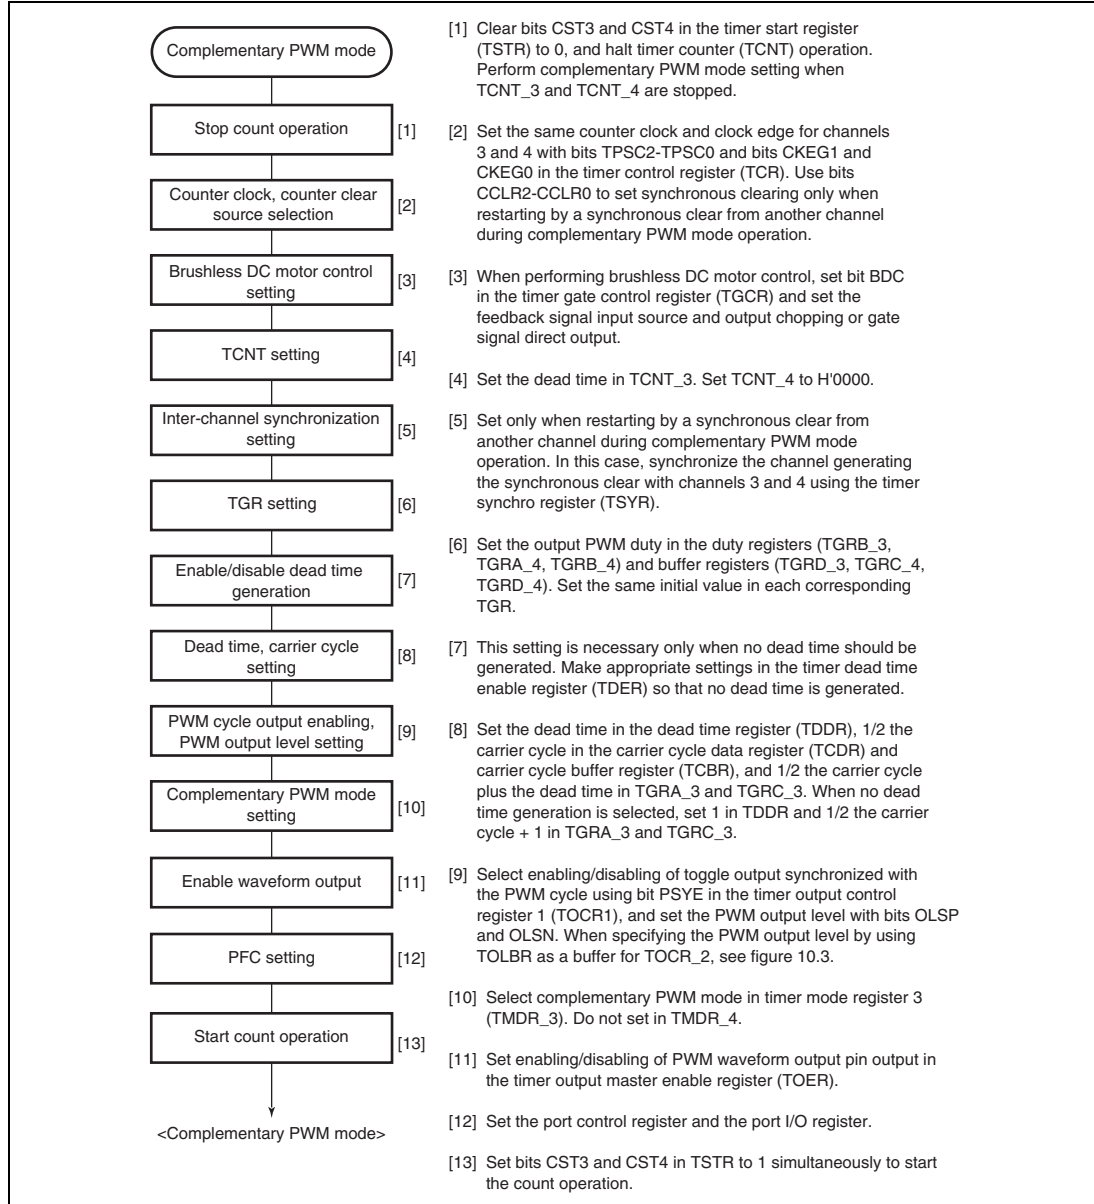 Complementary PWM mode
Stop count operation
[1]
Counter clock, counter clear
source selection
[2]
Brushless DC motor control
setting
[3]
TCNT setting
[4]
Inter-channel synchronization
setting
[5]
TGR setting
[6]
Enable/disable dead time
generation
[7]
Dead time, carrier cycle
setting
[8]
PWM cycle output enabling,
PWM output level setting
[9]
Complementary PWM mode
setting
[10]
Enable waveform output
[11]
PFC setting
[12]
Start count operation
[13]
<Complementary PWM mode>
[1] Clear bits CST3 and CST4 in the timer start register
(TSTR) to 0, and halt timer counter (TCNT) operation.
Perform complementary PWM mode setting when
TCNT_3 and TCNT_4 are stopped.
[2] Set the same counter clock and clock edge for channels
3 and 4 with bits TPSC2-TPSC0 and bits CKEG1 and
CKEG0 in the timer control register (TCR). Use bits
CCLR2-CCLR0 to set synchronous clearing only when
restarting by a synchronous clear from another channel
during complementary PWM mode operation.
[3] When performing brushless DC motor control, set bit BDC
in the timer gate control register (TGCR) and set the
feedback signal input source and output chopping or gate
signal direct output.
[4] Set the dead time in TCNT_3. Set TCNT_4 to H'0000.
[5] Set only when restarting by a synchronous clear from
another channel during complementary PWM mode
operation. In this case, synchronize the channel generating
the synchronous clear with channels 3 and 4 using the timer
synchro register (TSYR).
[6] Set the output PWM duty in the duty registers (TGRB_3,
TGRA_4, TGRB_4) and buffer registers (TGRD_3, TGRC_4,
TGRD_4). Set the same initial value in each corresponding
TGR.
[7] This setting is necessary only when no dead time should be
generated. Make appropriate settings in the timer dead time
enable register (TDER) so that no dead time is generated.
[8] Set the dead time in the dead time register (TDDR), 1/2 the
carrier cycle in the carrier cycle data register (TCDR) and
carrier cycle buffer register (TCBR), and 1/2 the carrier cycle
plus the dead time in TGRA_3 and TGRC_3. When no dead
time generation is selected, set 1 in TDDR and 1/2 the carrier
cycle + 1 in TGRA_3 and TGRC_3.
[9] Select enabling/disabling of toggle output synchronized with
the PWM cycle using bit PSYE in the timer output control
register 1 (TOCR1), and set the PWM output level with bits OLSP
and OLSN. When specifying the PWM output level by using
TOLBR as a buffer for TOCR_2, see figure 10.3.
[10] Select complementary PWM mode in timer mode register 3
(TMDR_3). Do not set in TMDR_4.
[11] Set enabling/disabling of PWM waveform output pin output in
the timer output master enable register (TOER).
[12] Set the port control register and the port I/O register.
[13] Set bits CST3 and CST4 in TSTR to 1 simultaneously to start
the count operation.